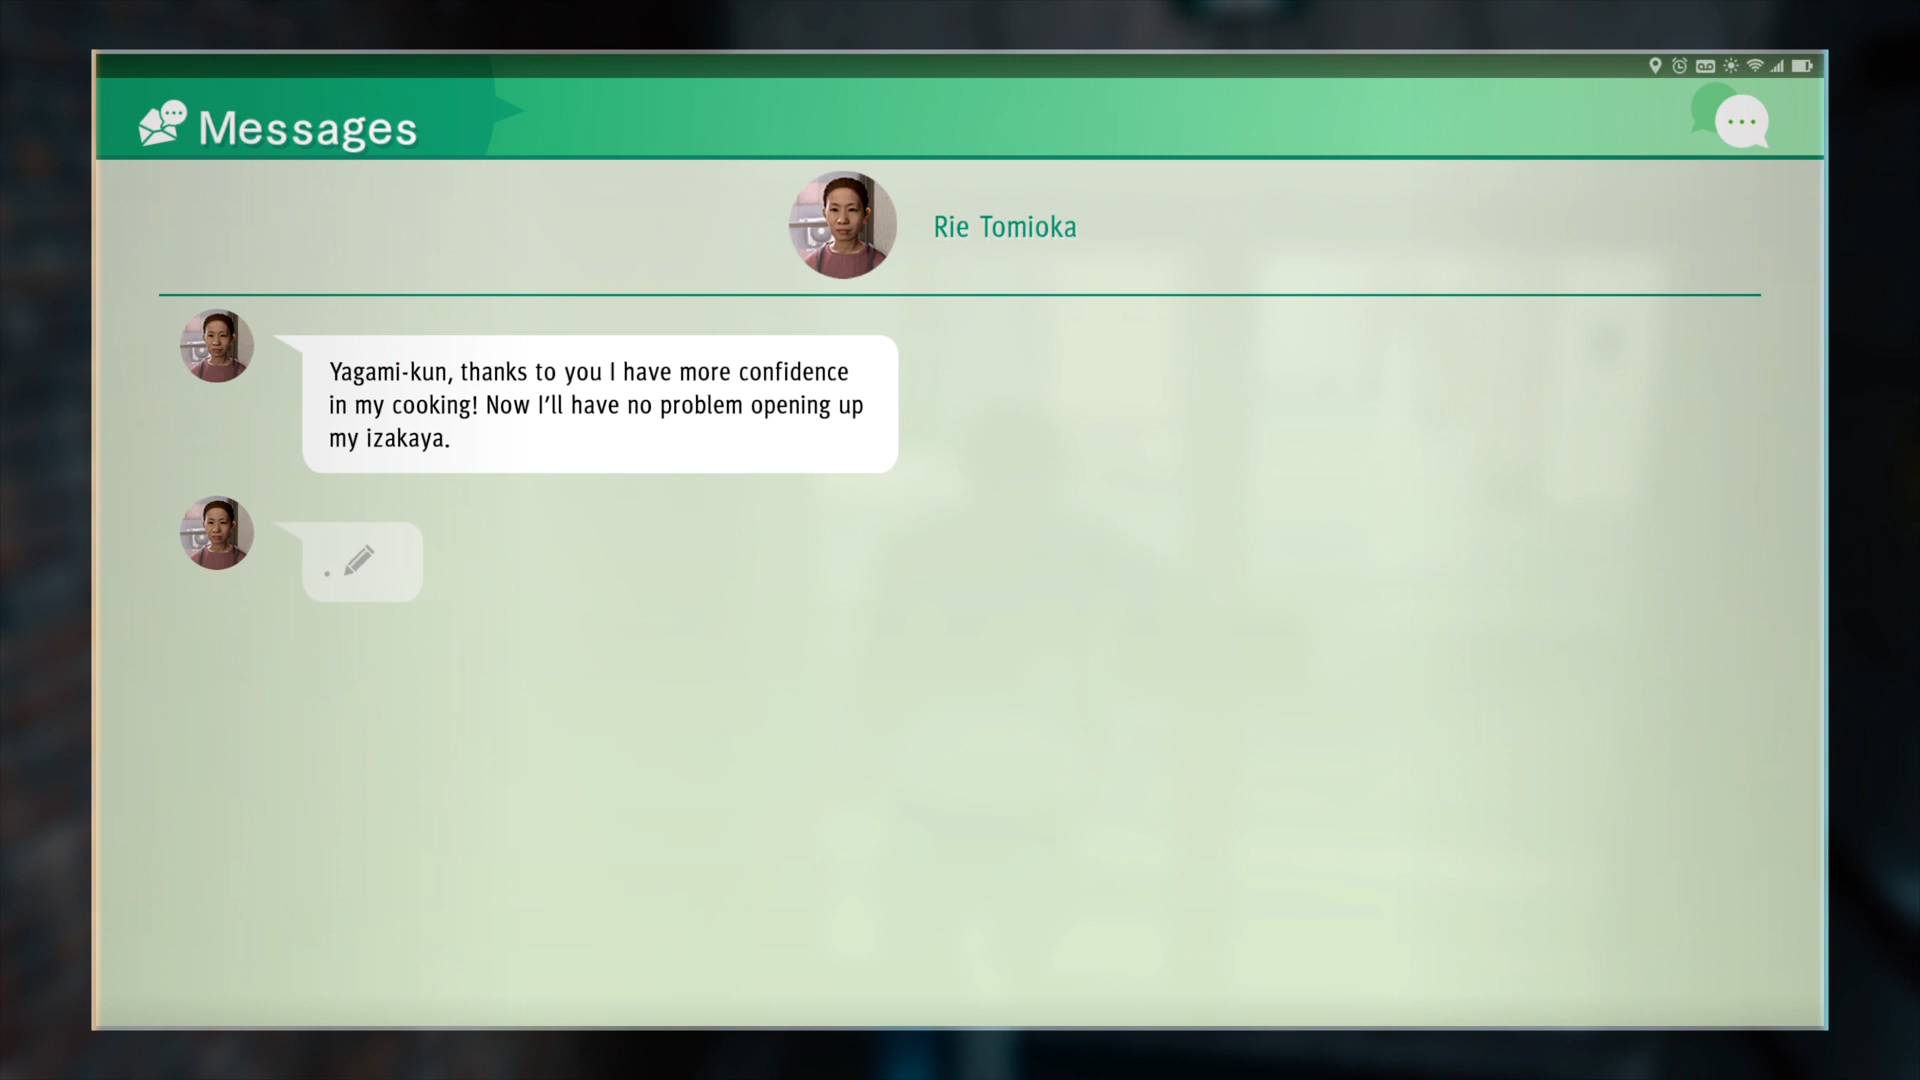 Messages
Rie Tomioka
Yagami-kun, thanks to you I have more confidence
in my cooking! Now I’ll have no problem opening up
my izakaya.